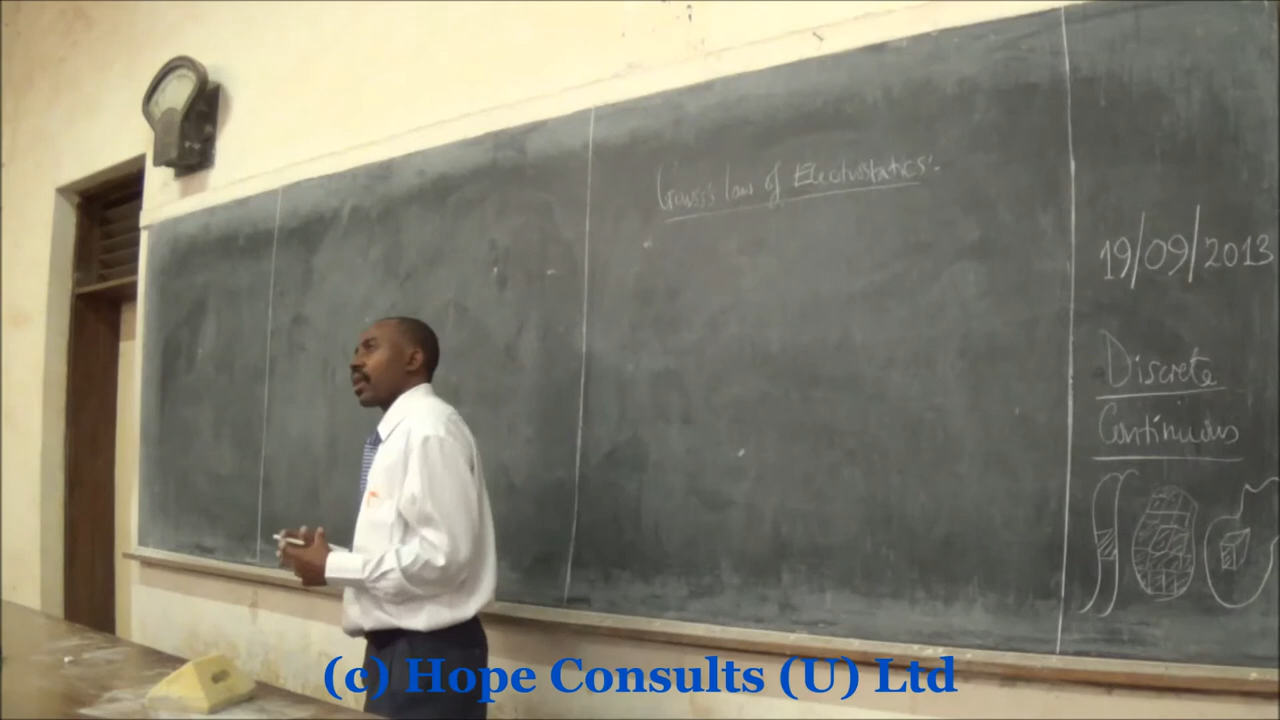 Gauss's law of Electrostatics:-
19/09/2013
Discrete
Continuous
(c) Hope Consults (U) Ltd